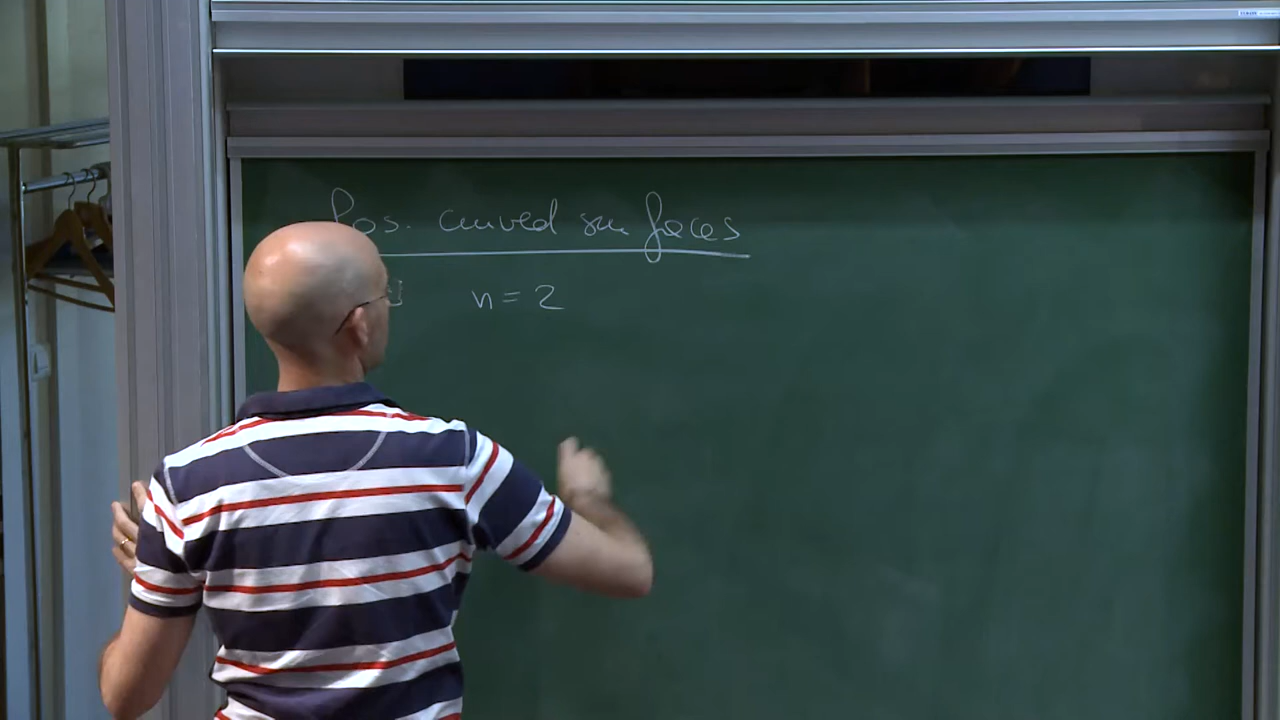 Pos. curved surfaces
n = 2